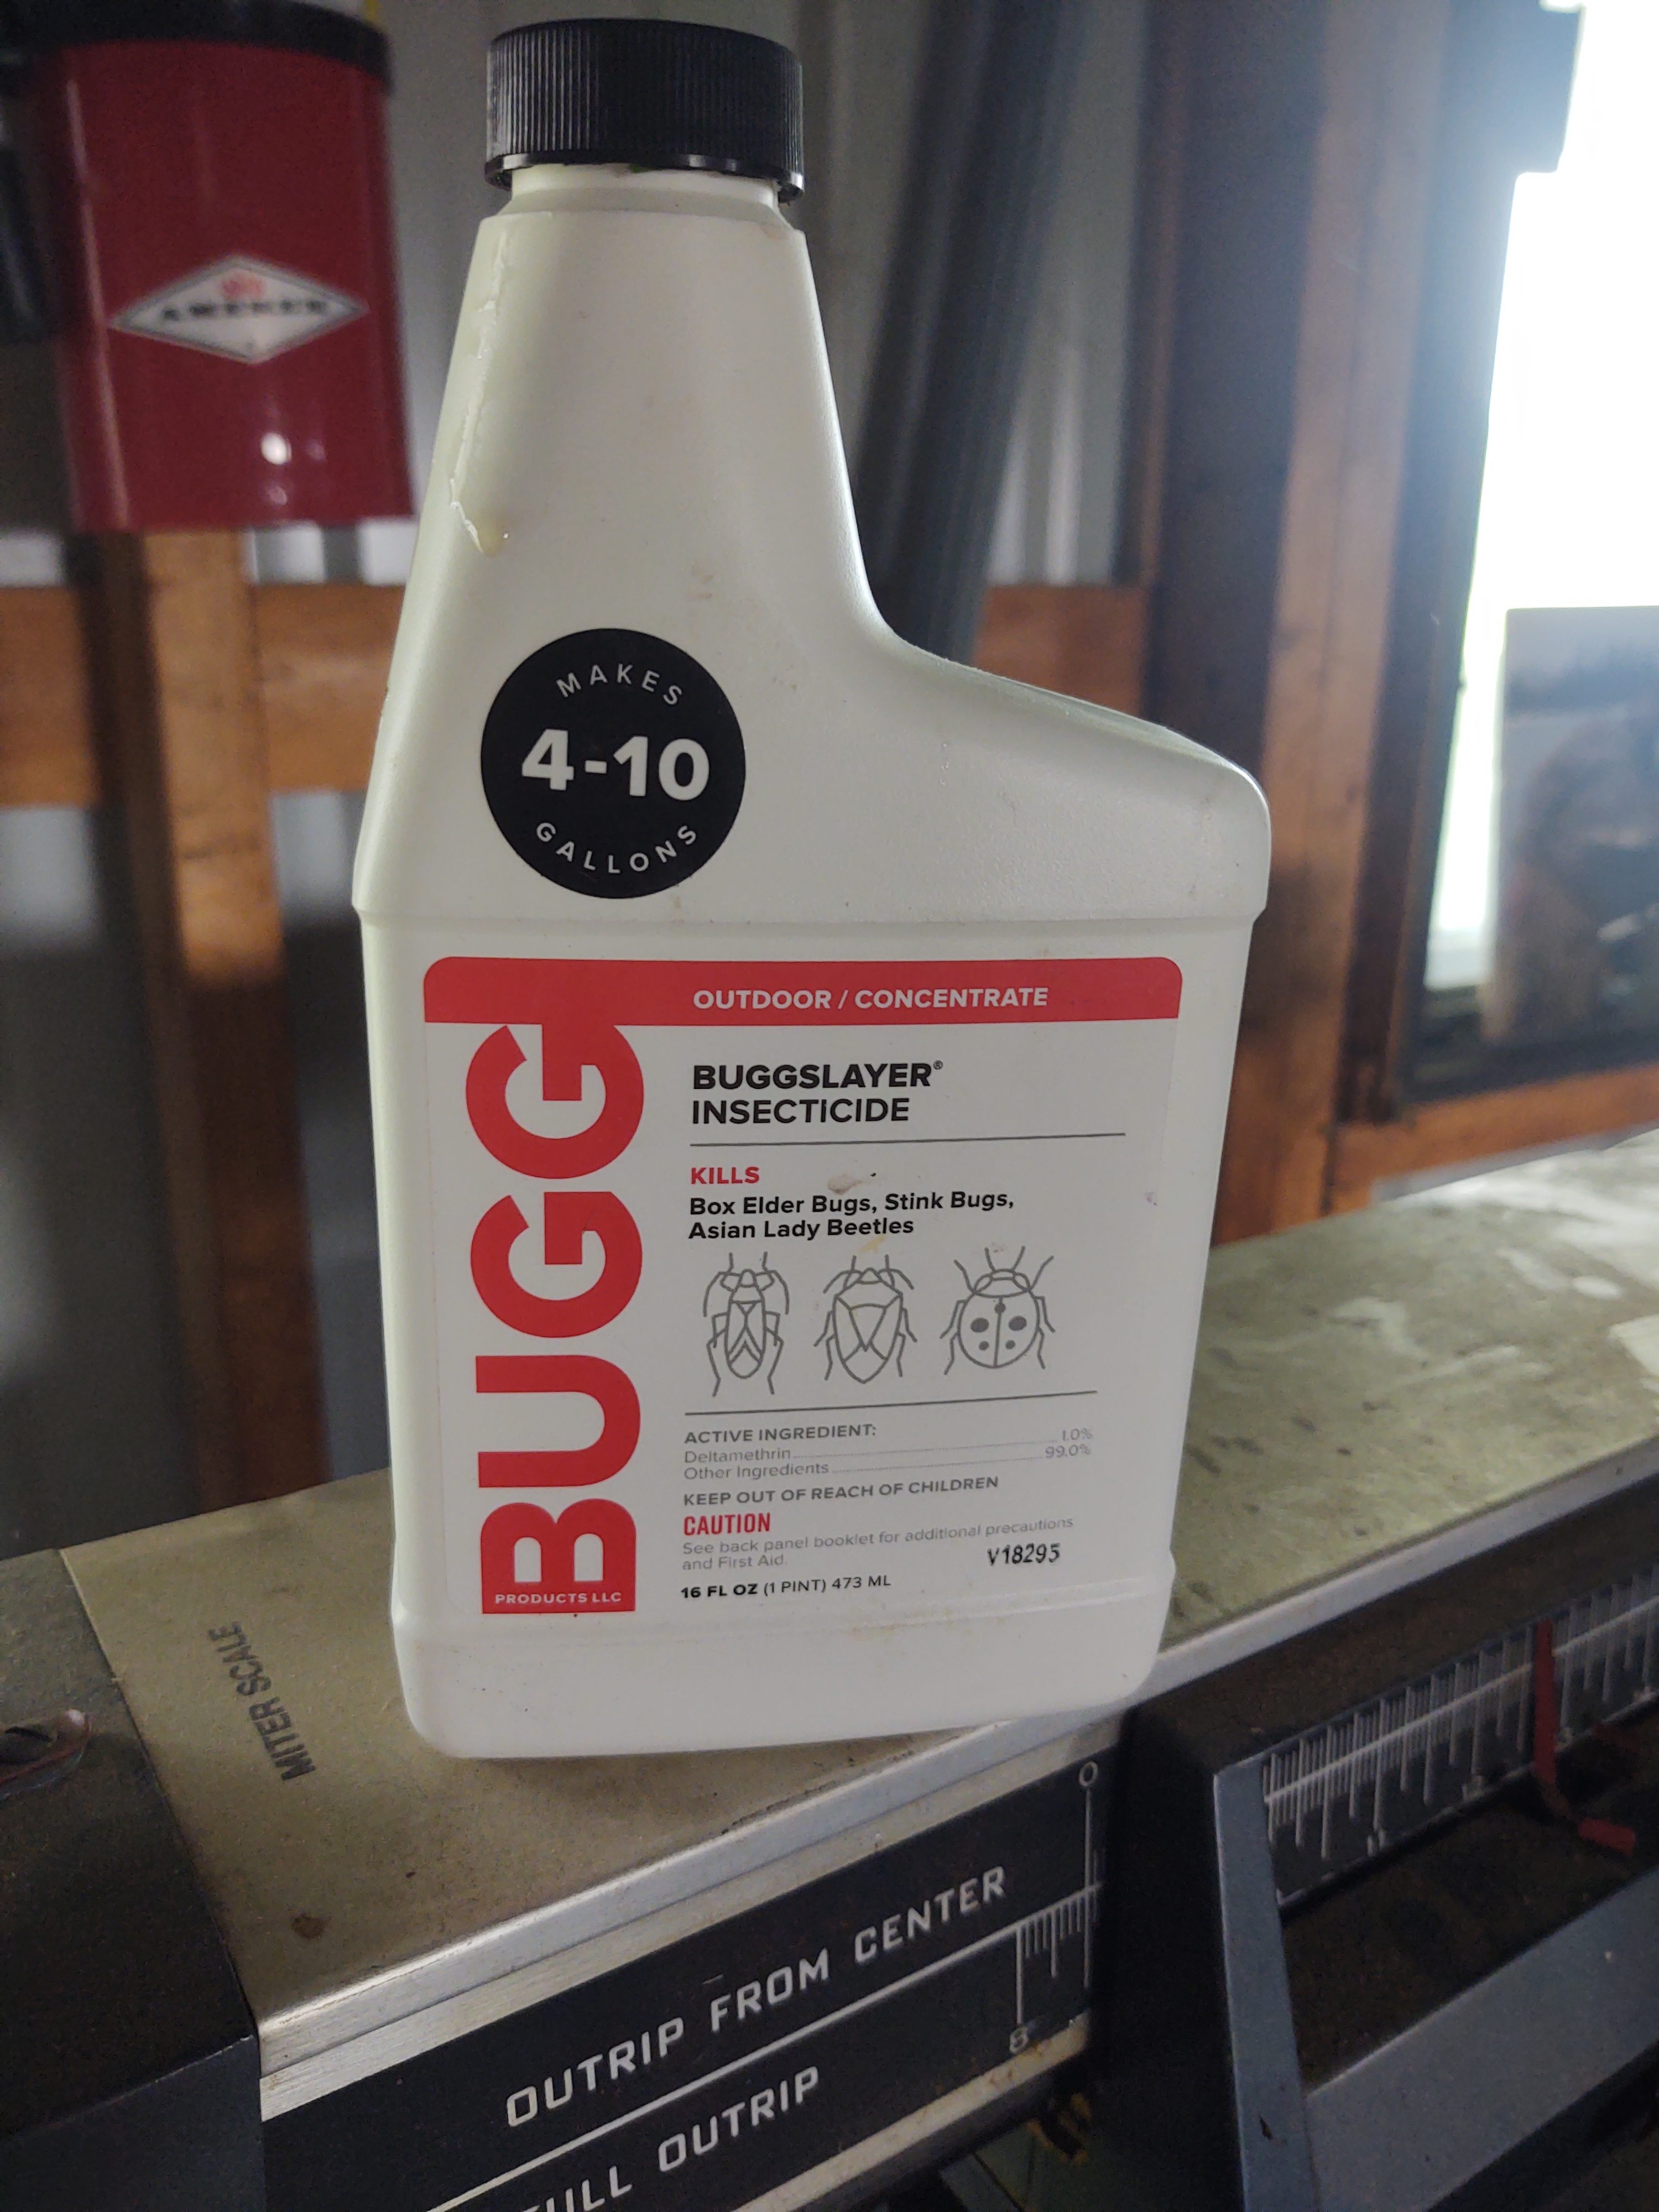 MAKES
4-10
GALLONS
OUTDOOR / CONCENTRATE
BUGG
PRODUCTS LLC
BUGGSLAYER®
INSECTICIDE
KILLS
Box Elder Bugs, Stink Bugs,
Asian Lady Beetles
ACTIVE INGREDIENT:
Deltamethrin 1.0%
Other Ingredients 99.0%
KEEP OUT OF REACH OF CHILDREN
CAUTION
See back panel booklet for additional precautions
and First Aid.
V18295
16 FL OZ (1 PINT) 473 ML
MITER SCALE
0
OUTRIP FROM CENTER
8
OUTRIP